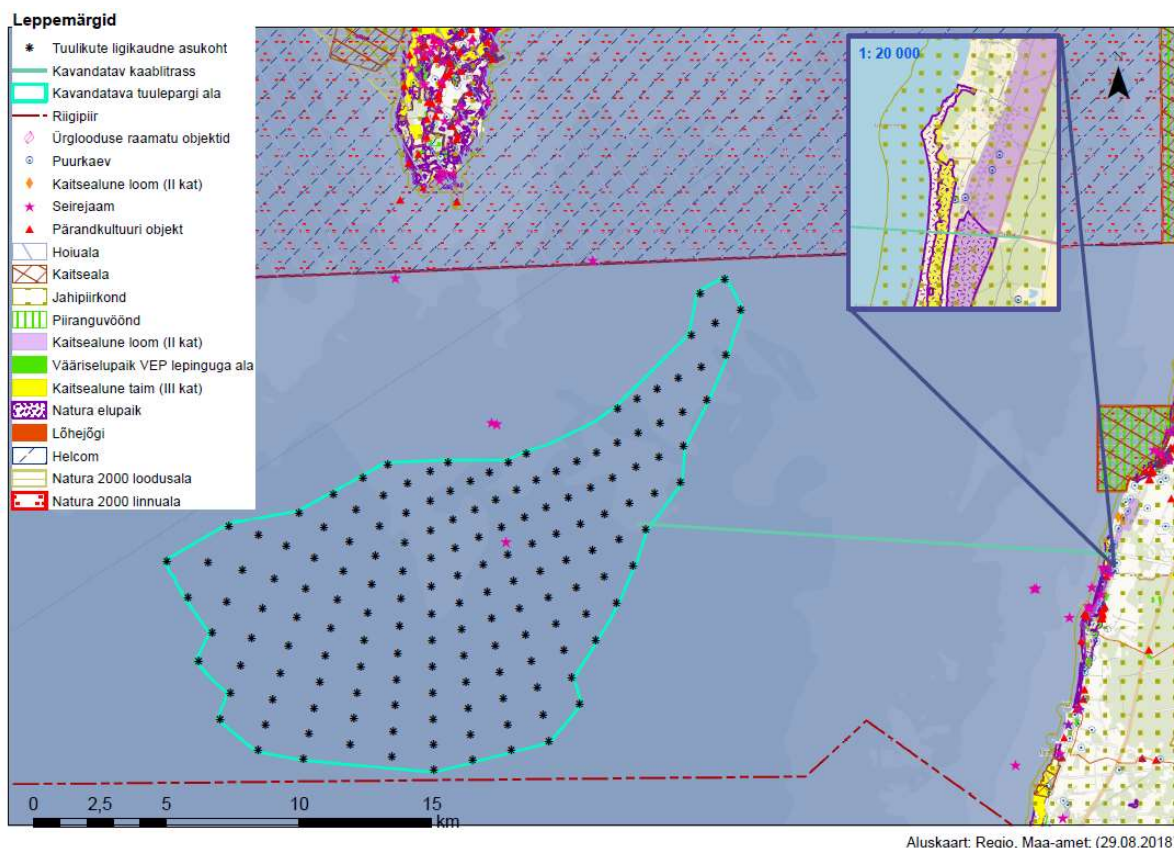 Leppemärgid
Tuulikute ligikaudne asukoht
Kavandatav kaablitrass
Kavandatava tuulepargi ala
Riigipiir
Ürglooduse raamatu objektid
Puurkaev
Kaitsealune loom (II kat)
Seirejaam
Pärandkultuuri objekt
Hoiuala
Kaitseala
Jahipiirkond
Piiranguvöönd
Kaitsealune loom (II kat)
Vääriselupaik VEP lepinguga ala
Kaitsealune taim (III kat)
Natura elupaik
Lõhejõgi
Helcom
Natura 2000 loodusala
Natura 2000 linnuala
1: 20 000
0 2,5 5 10 15
km
Aluskaart: Regio, Maa-amet; (29.08.2018)